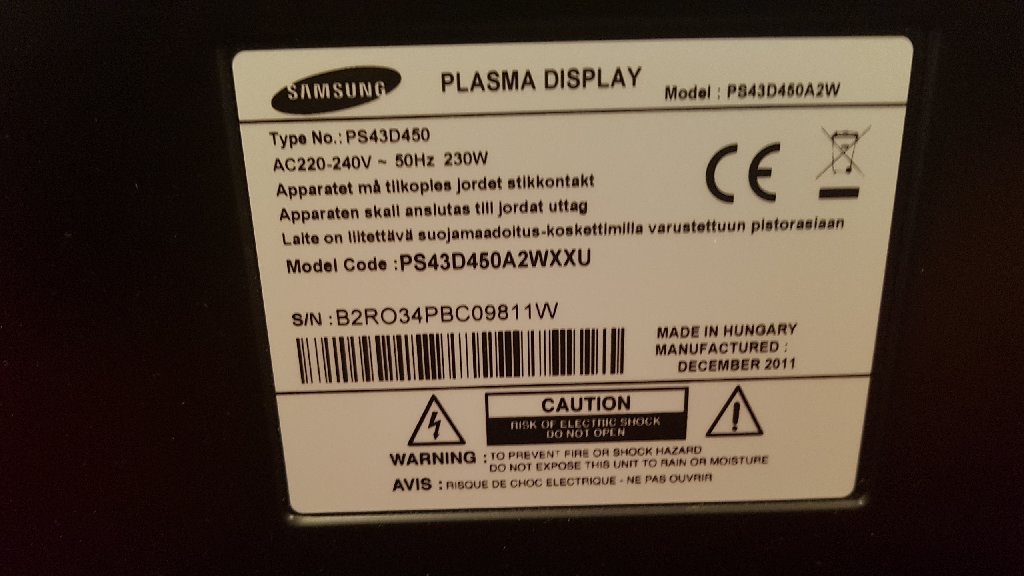 SAMSUNG PLASMA DISPLAY Model : PS43D450A2W
Type No.: PS43D450
AC220-240V ~ 50Hz 230W
Apparatet må tilkoples jordet stikkontakt
Apparaten skall anslutas till jordat uttag
Laite on liitettävä suojamaadoitus-koskettimilla varustettuun pistorasiaan
Model Code :PS43D450A2WXXU
S/N : B2RO34PBC09811W
MADE IN HUNGARY
MANUFACTURED :
DECEMBER 2011
CE
CAUTION
RISK OF ELECTRIC SHOCK
DO NOT OPEN
WARNING : TO PREVENT FIRE OR SHOCK HAZARD
DO NOT EXPOSE THIS UNIT TO RAIN OR MOISTURE
AVIS : RISQUE DE CHOC ELECTRIQUE - NE PAS OUVRIR